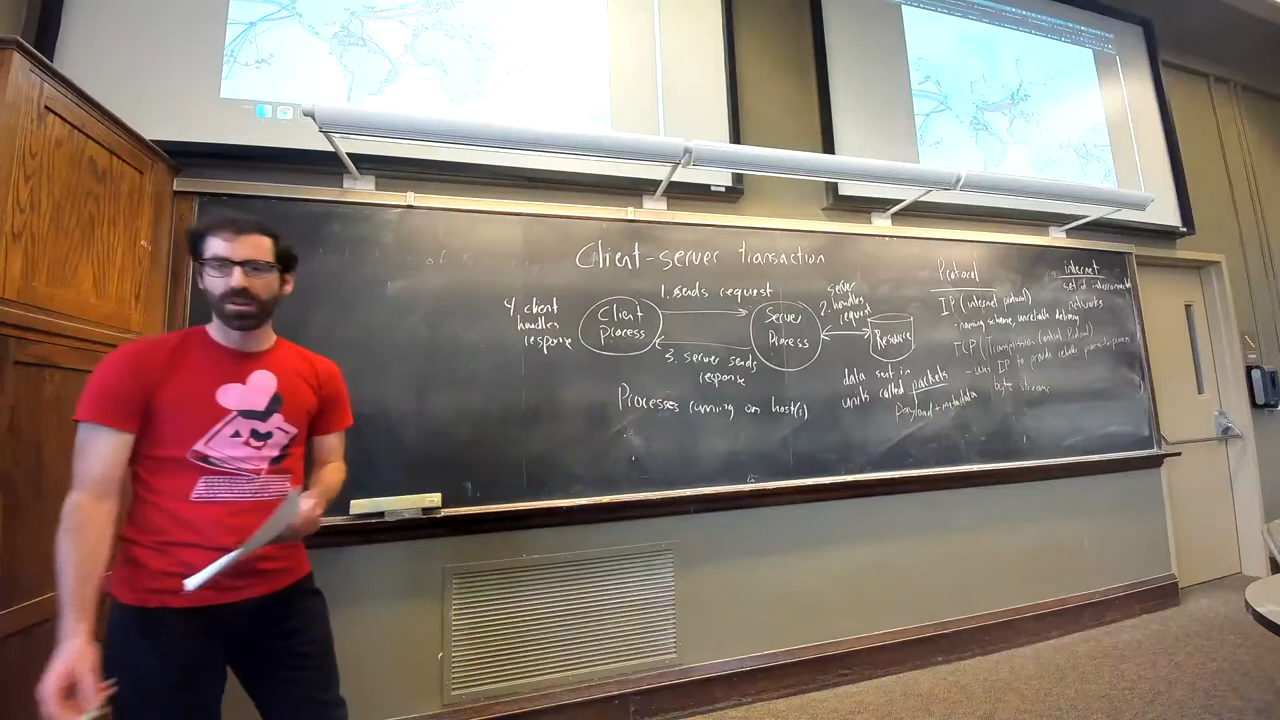 Client-server transaction
1. sends request
4. client
handles
response
Client
Process
3. server sends
response
Server
Process
server
2. handles
request
Resource
Processes running on host(s)
data sent in
units called packets
payload + metadata
Protocol
IP (internet protocol)
· naming scheme, unreliable delivery
TCP (Transmission Control Protocol)
- uses IP to provide reliable process-to-process
byte streams
internet
set of interconnected
networks